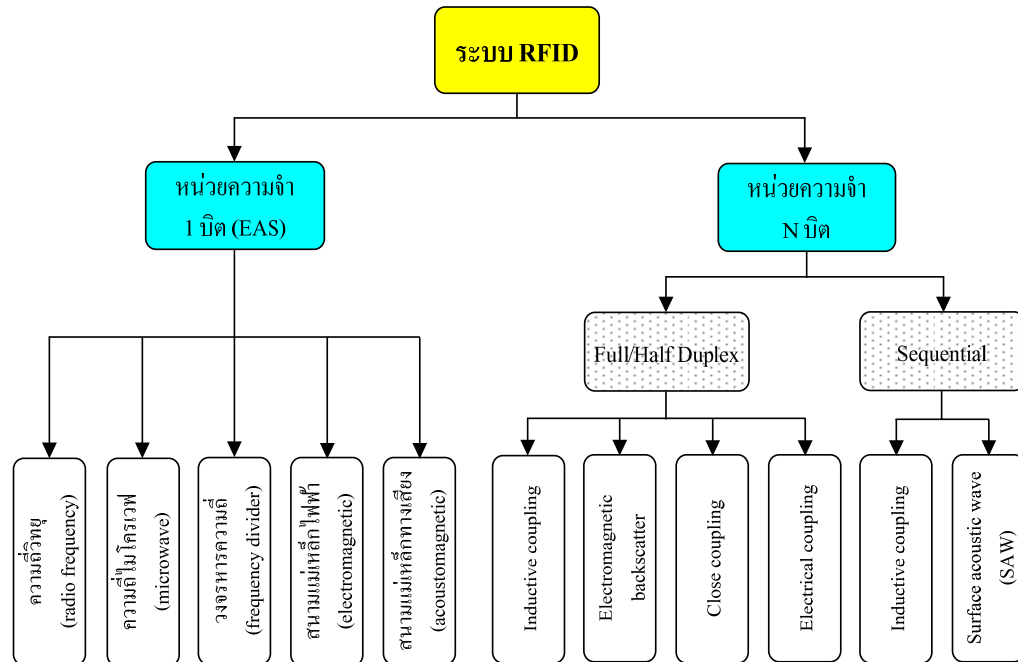 ระบบ RFID
หน่วยความจำ
1 บิต (EAS)
หน่วยความจำ
N บิต
Full/Half Duplex
Sequential
ความถี่วิทยุ
(radio frequency)
ความถี่ไมโครเวฟ
(microwave)
วงจรหารความถี่
(frequency divider)
สนามแม่เหล็กไฟฟ้า
(electromagnetic)
สนามแม่เหล็กทางเสียง
(acoustomagnetic)
Inductive coupling
Electromagnetic
backscatter
Close coupling
Electrical coupling
Inductive coupling
Surface acoustic wave
(SAW)